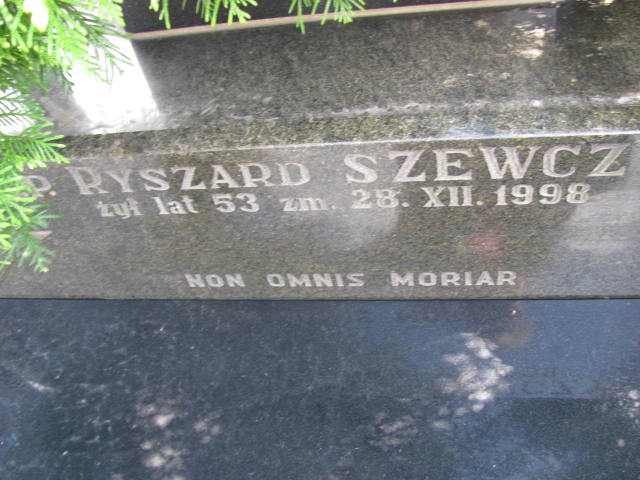 P. RYSZARD SZEWCZ
żył lat 53 zm. 28. XII. 1998
NON OMNIS MORIAR